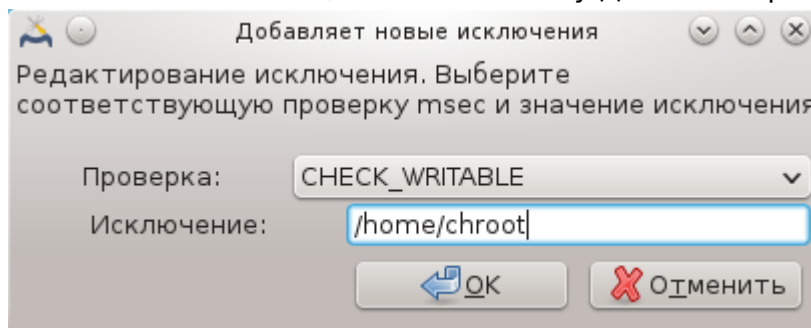 Добавляет новые исключения
Редактирование исключения. Выберите
соответствующую проверку msec и значение исключения
Проверка: CHECK_WRITABLE
Исключение: /home/chroot
OK Отменить